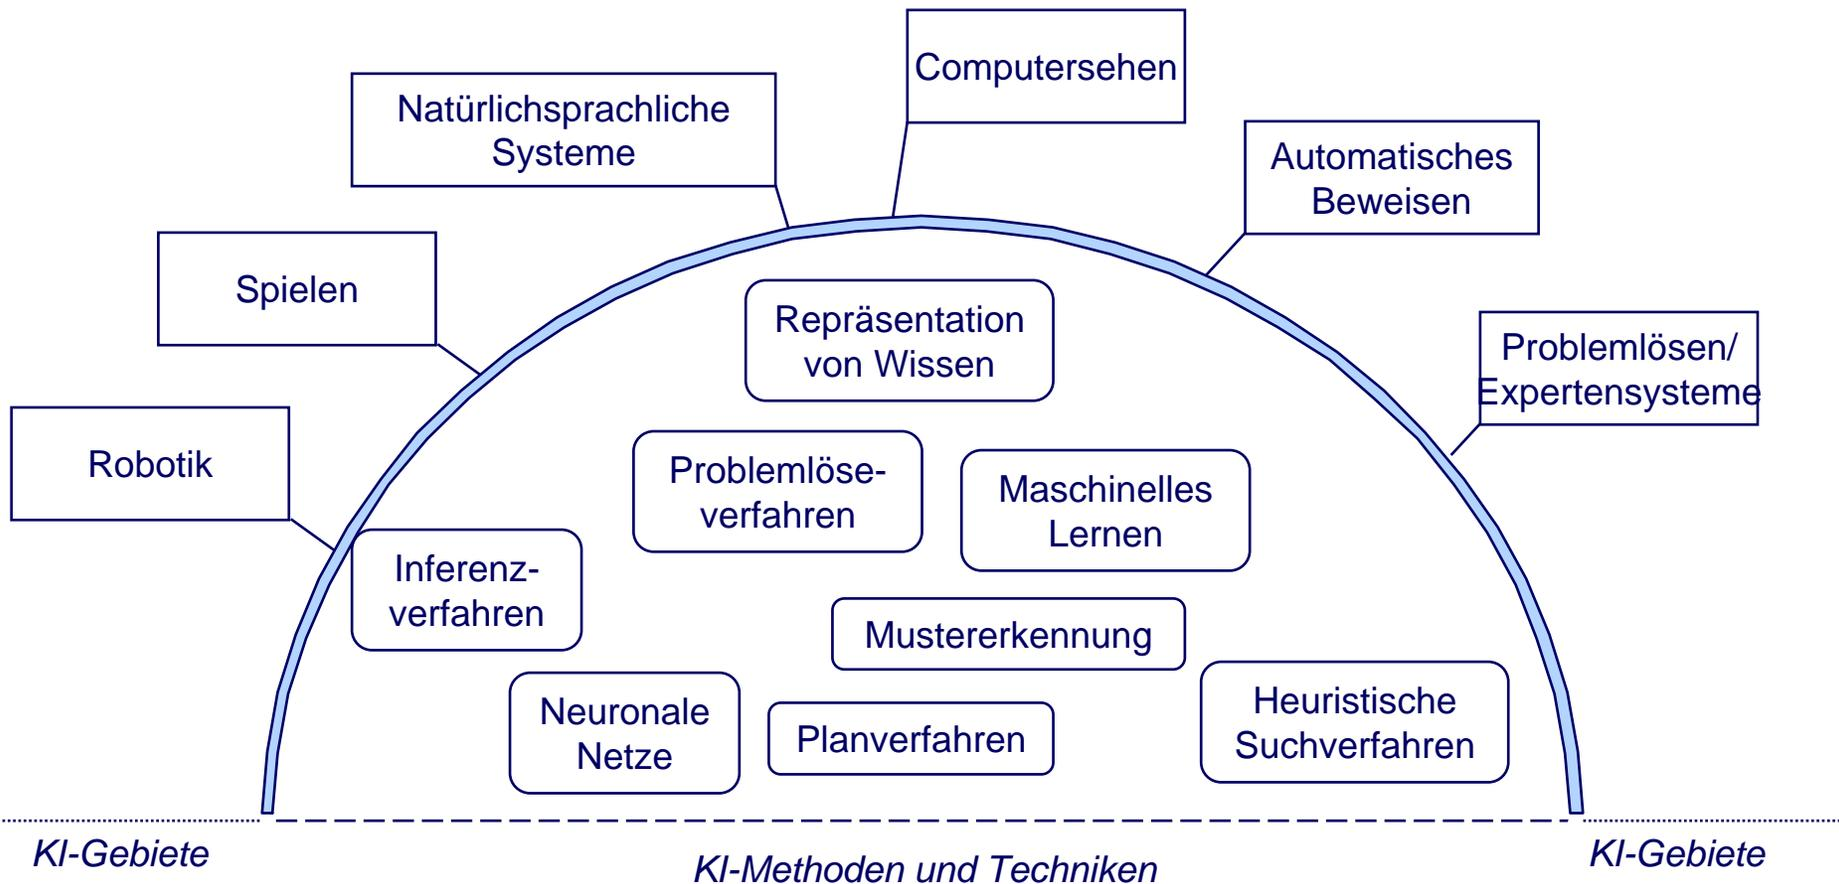 Computersehen
Natürlichsprachliche
Systeme
Automatisches
Beweisen
Spielen
Repräsentation
von Wissen
Problemlösen/
Expertensysteme
Robotik
Problemlöse-
verfahren
Maschinelles
Lernen
Inferenz-
verfahren
Mustererkennung
Neuronale
Netze
Planverfahren
Heuristische
Suchverfahren
KI-Gebiete
KI-Methoden und Techniken
KI-Gebiete